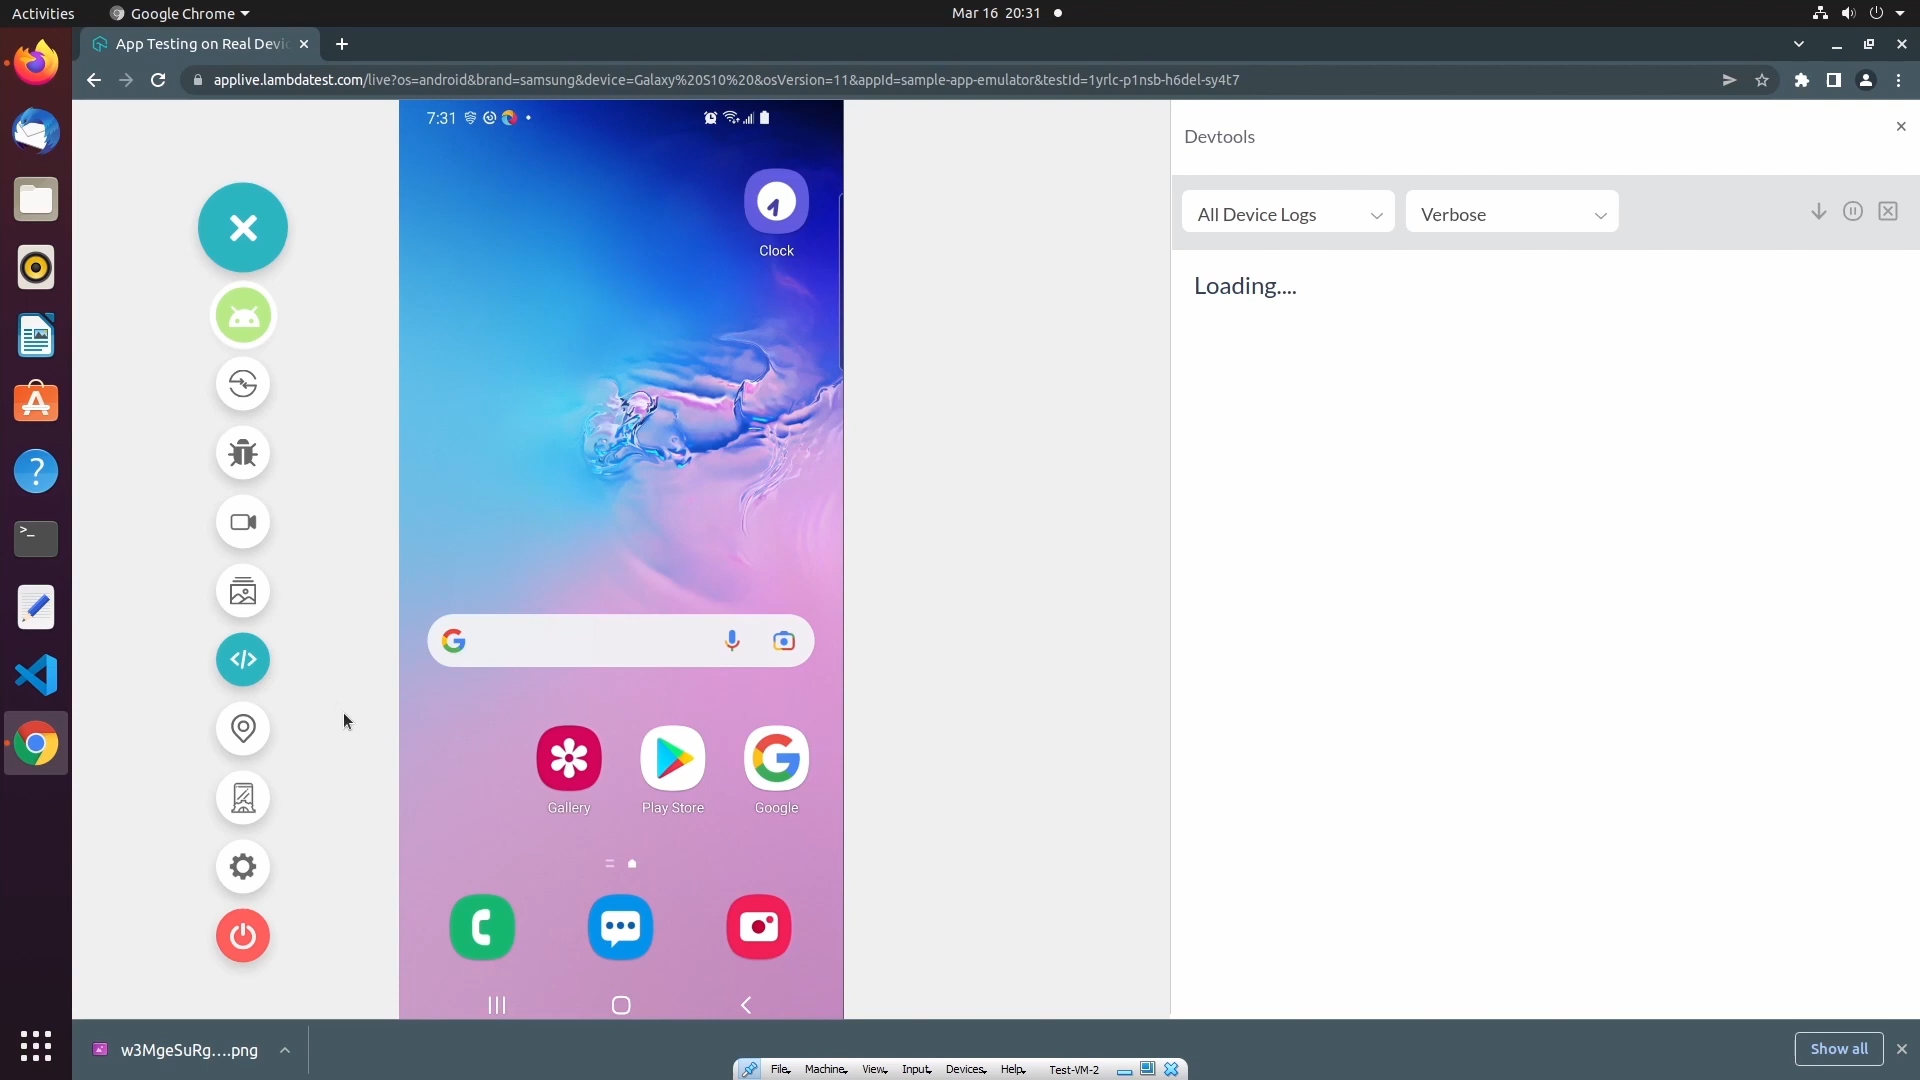 Activities
Google Chrome
Mar 16 20:31
App Testing on Real Devic
applive.lambdatest.com/live?os=android&brand=samsung&device=Galaxy%20S10%20&osVersion=11&appId=sample-app-emulator&testId=1yrlc-p1nsb-h6del-sy4t7
7:31
Clock
Devtools
All Device Logs
Verbose
Loading....
Gallery
Play Store
Google
w3MgeSuRg....png
Show all
File
Machine
View
Input
Devices
Help
Test-VM-2